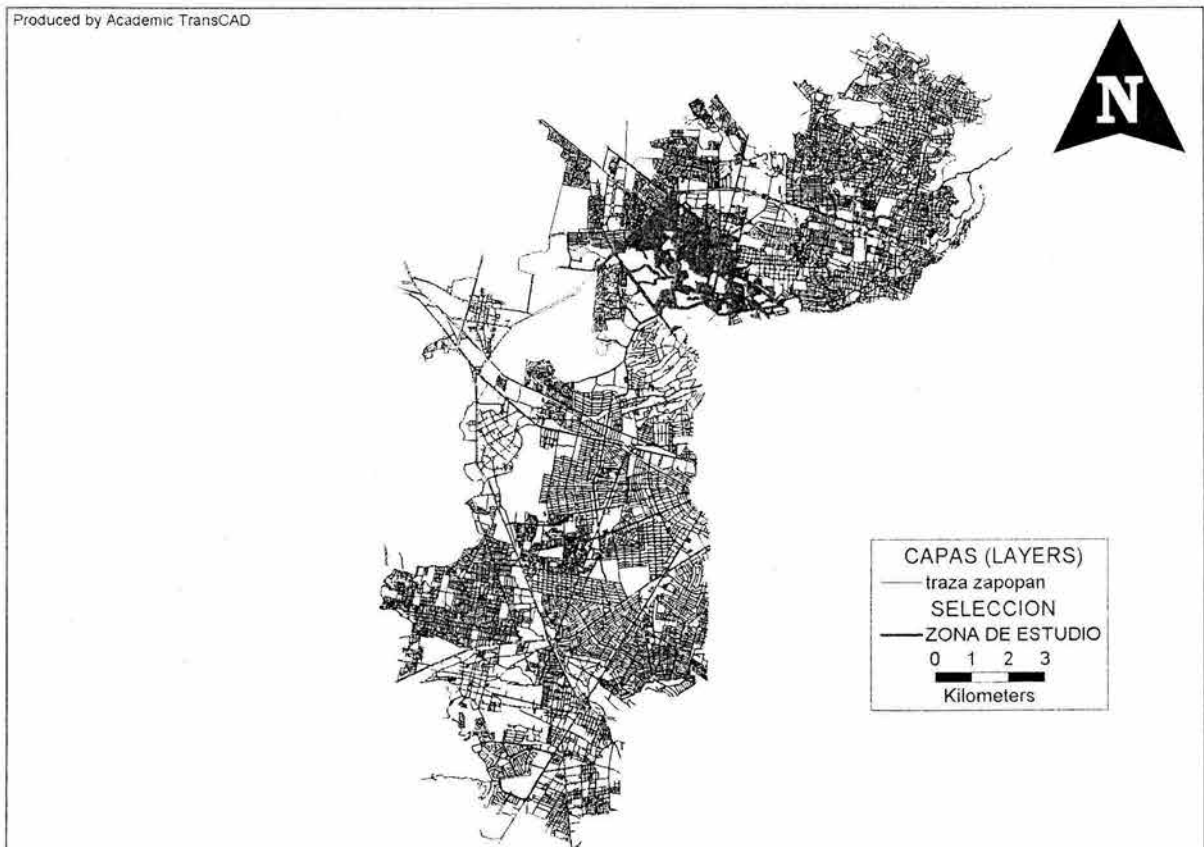 Produced by Academic TransCAD
N
CAPAS (LAYERS)
traza zapopan
SELECCION
ZONA DE ESTUDIO
0 1 2 3
Kilometers